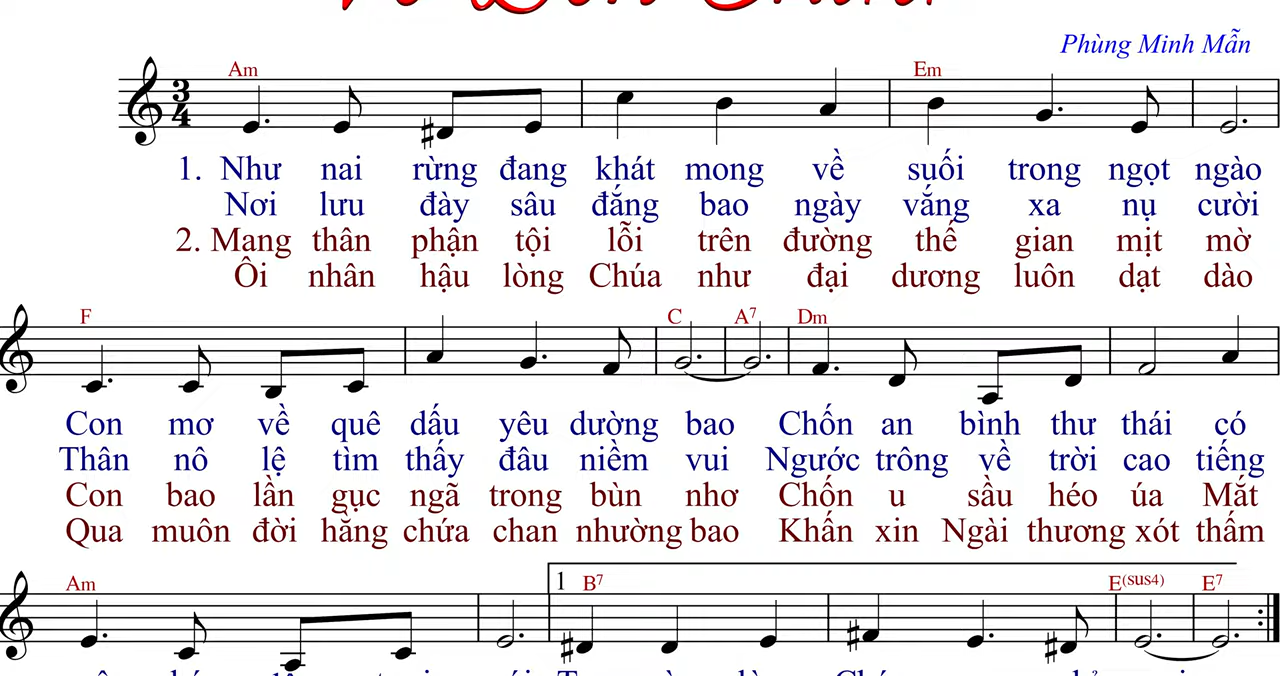 Phùng Minh Mẫn
Am Em
1. Như nai rừng đang khát mong về suối trong ngọt ngào
Nơi lưu đày sâu đắng bao ngày vắng xa nụ cười
2. Mang thân phận tội lỗi trên đường thế gian mịt mờ
Ôi nhân hậu lòng Chúa như đại dương luôn dạt dào
F C A7 Dm
Con mơ về quê dấu yêu dường bao Chốn an bình thư thái có
Thân nô lệ tìm thấy đâu niềm vui Ngước trông về trời cao tiếng
Con bao lần gục ngã trong bùn nhơ Chốn u sầu héo úa Mắt
Qua muôn đời hằng chứa chan nhường bao Khấn xin Ngài thương xót thấm
Am 1 B7 E(sus4) E7